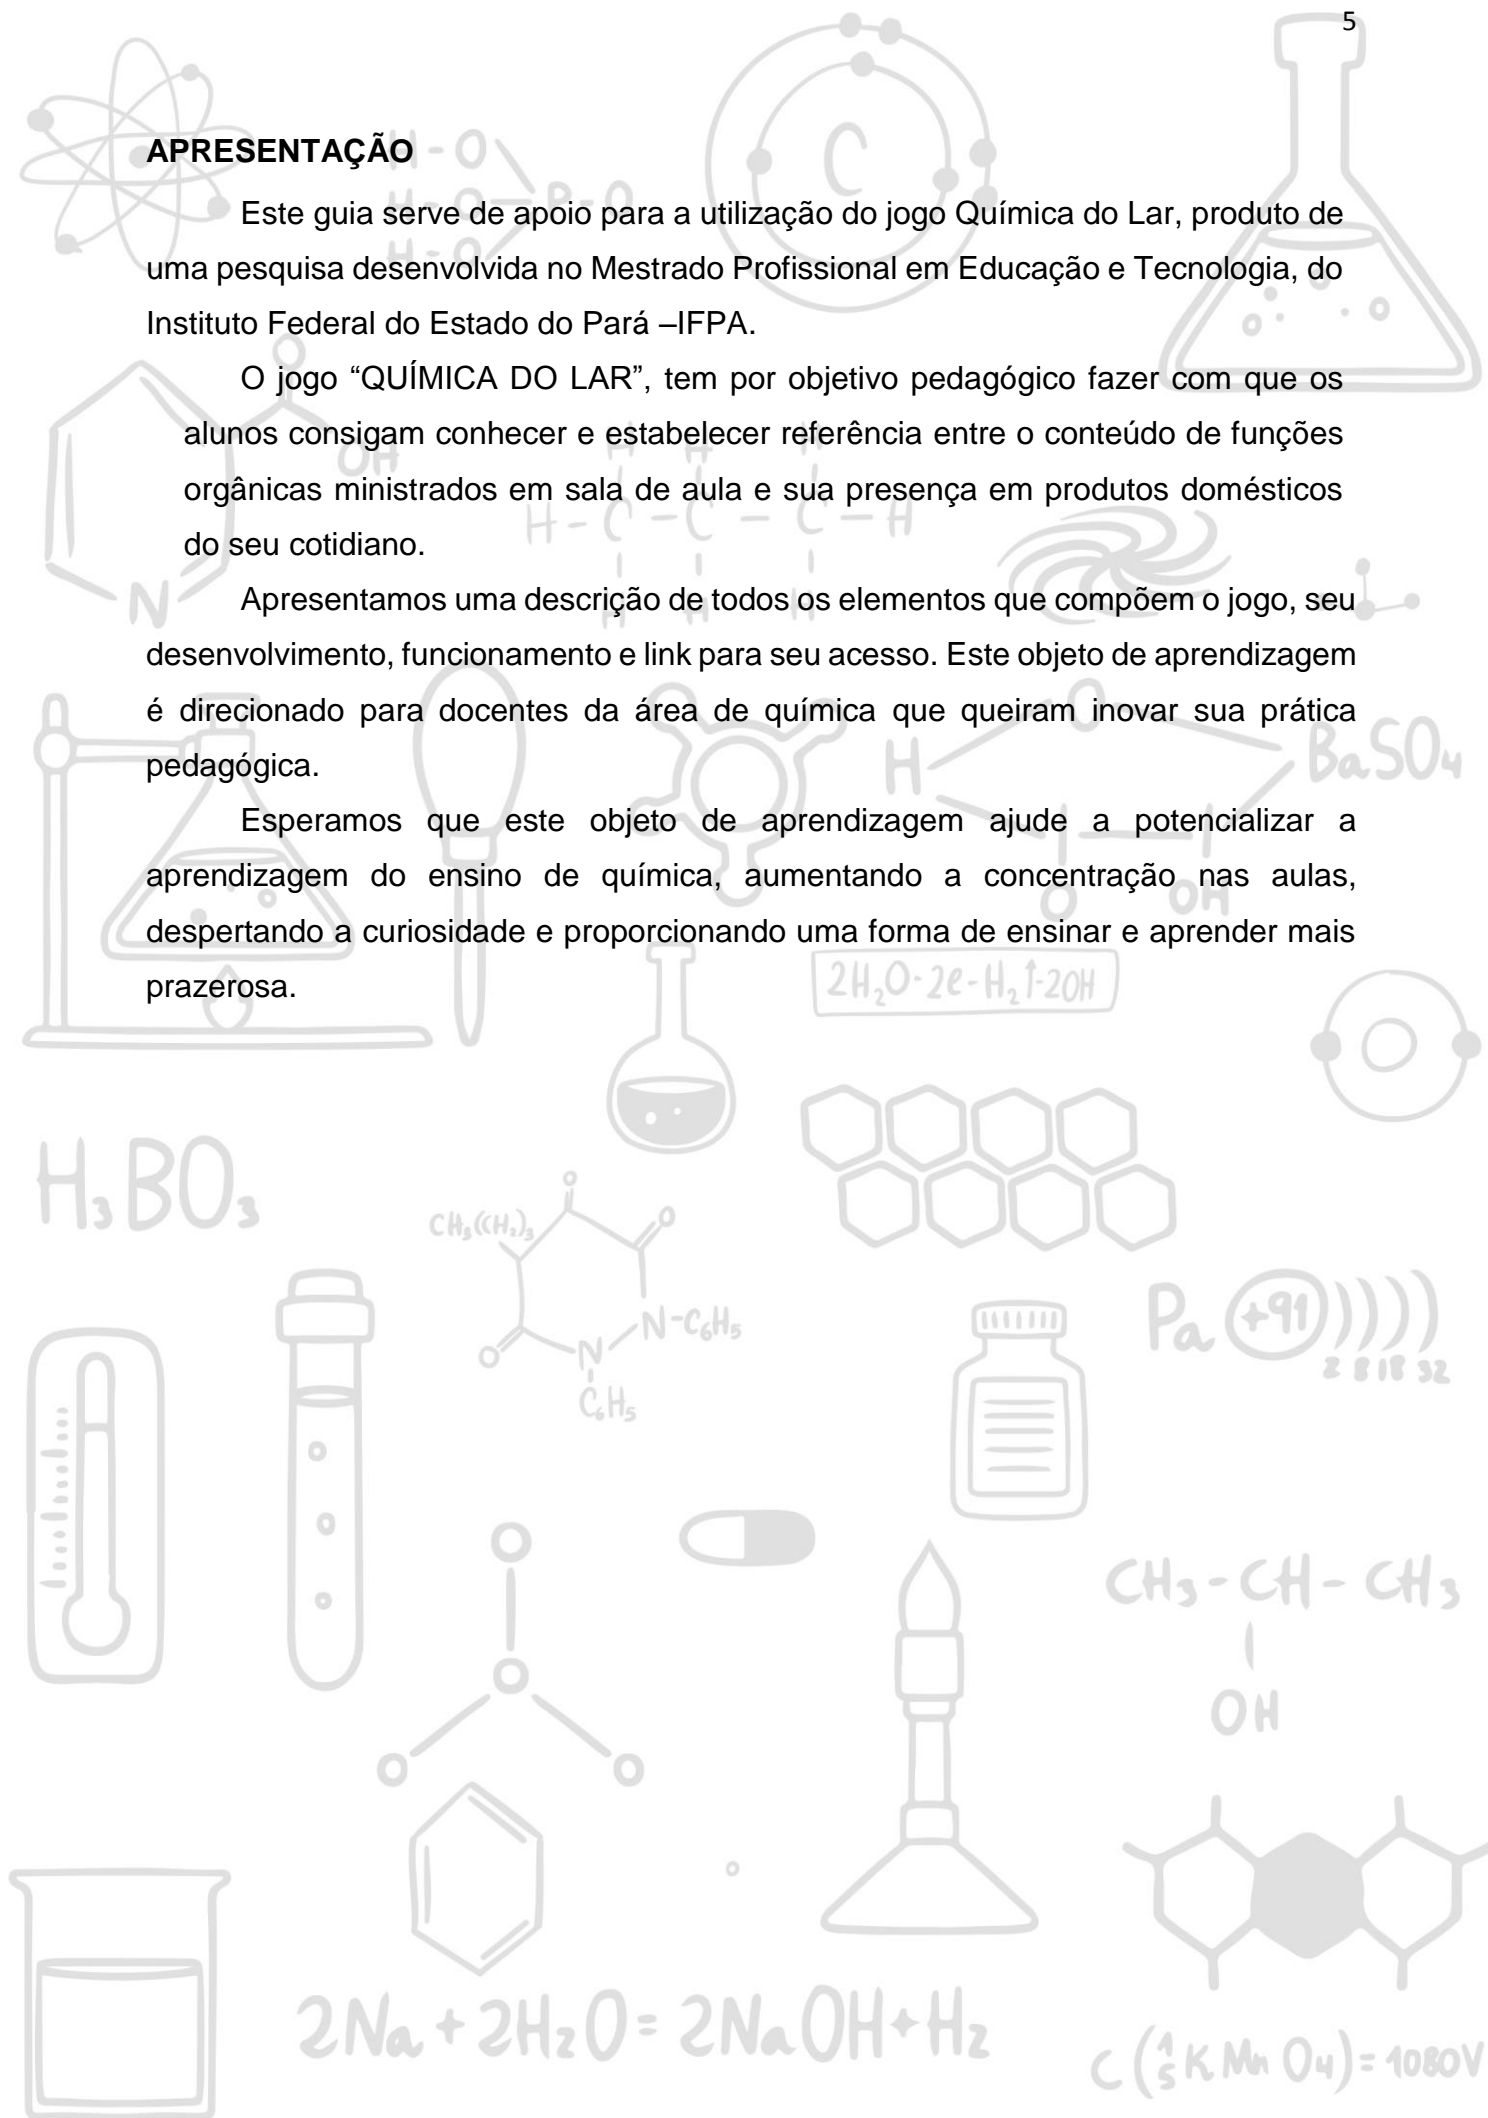 5
APRESENTAÇÃO
Este guia serve de apoio para a utilização do jogo Química do Lar, produto de
uma pesquisa desenvolvida no Mestrado Profissional em Educação e Tecnologia, do
Instituto Federal do Estado do Pará –IFPA.
O jogo “QUÍMICA DO LAR”, tem por objetivo pedagógico fazer com que os
alunos consigam conhecer e estabelecer referência entre o conteúdo de funções
orgânicas ministrados em sala de aula e sua presença em produtos domésticos
do seu cotidiano.
Apresentamos uma descrição de todos os elementos que compõem o jogo, seu
desenvolvimento, funcionamento e link para seu acesso. Este objeto de aprendizagem
é direcionado para docentes da área de química que queiram inovar sua prática
pedagógica.
Esperamos que este objeto de aprendizagem ajude a potencializar a
aprendizagem do ensino de química, aumentando a concentração nas aulas,
despertando a curiosidade e proporcionando uma forma de ensinar e aprender mais
prazerosa.
H-O
H-O-P-O
H-O
C
O
OH
N
H H H
H-C-C-C-H
H H H
O
H
O
OH
BaSO4
2H2O-2e-H2↑-2OH
H3BO3
CH3(CH2)3
O
O
O
N-C6H5
N
C6H5
Pa +91
2 8 18 32
CH3-CH-CH3
OH
2Na+2H2O=2NaOH+H2
C(1/5 K Mn O4)=1080V